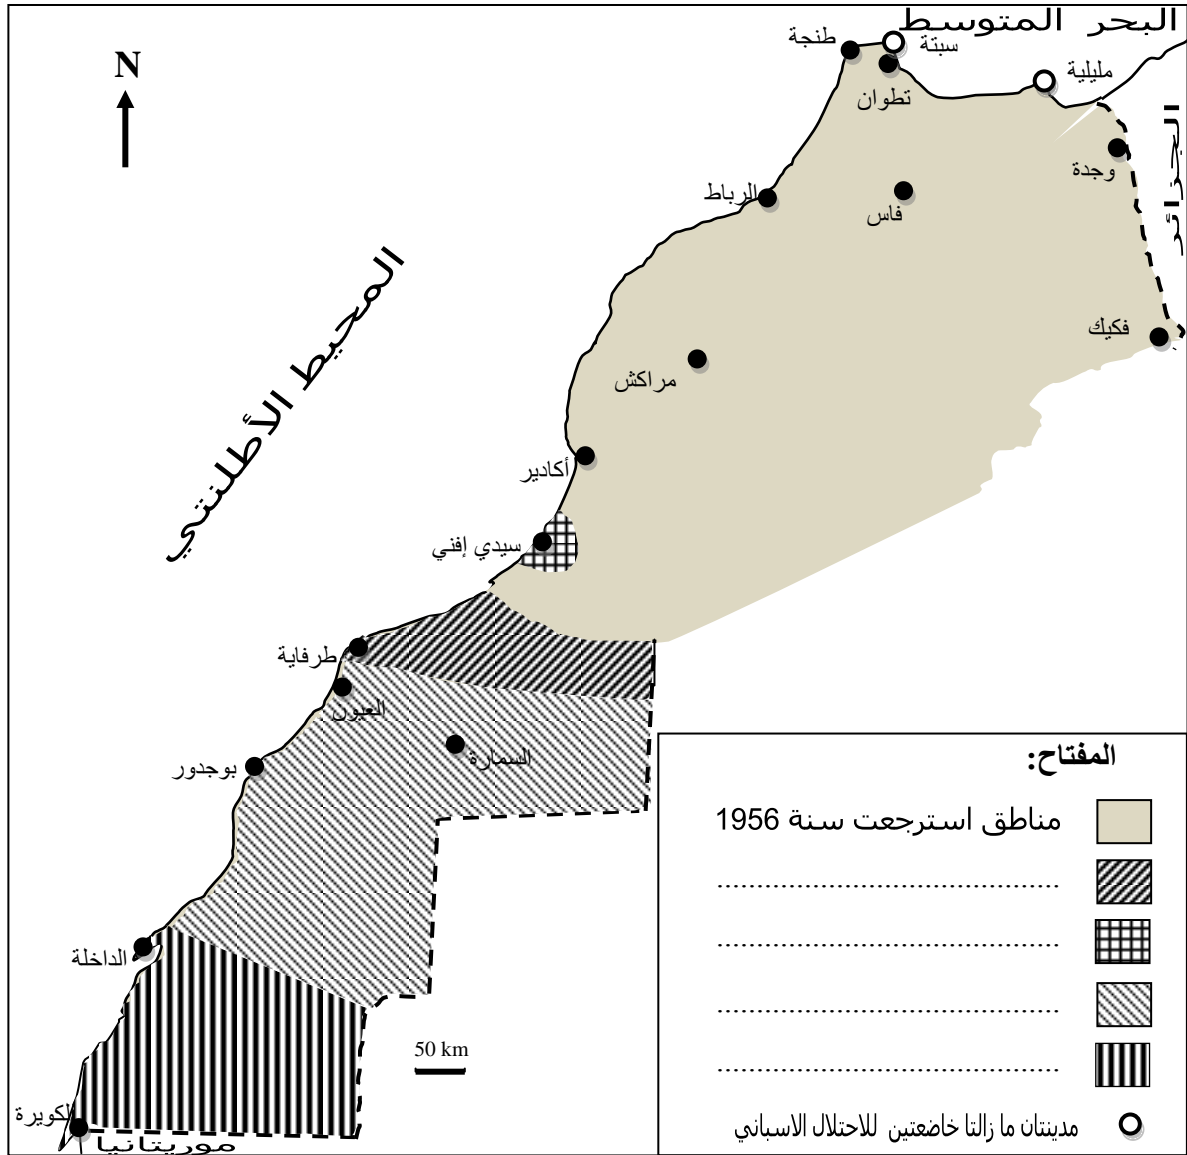 البحر المتوسط
سبتة
طنجة
N
مليلية
تطوان
الجزائر
وجدة
الرباط
فاس
المحيط الأطلنتي
فكيك
مراكش
أكادير
سيدي إفني
طرفاية
العيون
السمارة
بوجدور
الداخلة
50 km
لكويرة
موريتانيا
المفتاح:
مناطق استرجعت سنة 1956
................................................
................................................
................................................
................................................
مدينتان ما زالتا خاضعتين للاحتلال الاسباني